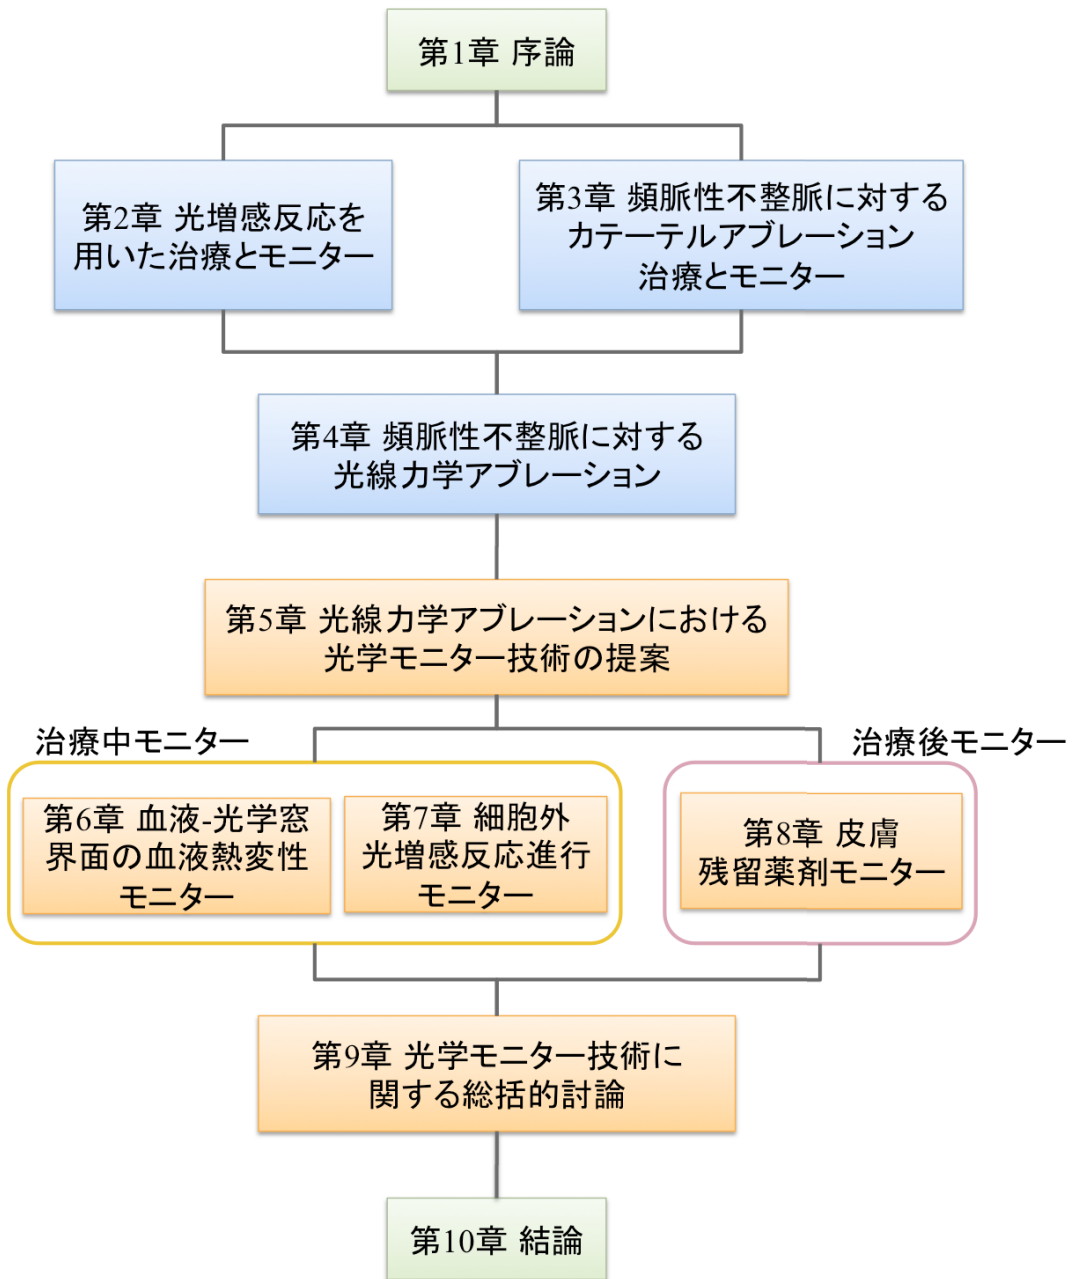 第1章 序論
第2章 光増感反応を
用いた治療とモニター
第3章 頻脈性不整脈に対する
カテーテルアブレーション
治療とモニター
第4章 頻脈性不整脈に対する
光線力学アブレーション
第5章 光線力学アブレーションにおける
光学モニター技術の提案
治療中モニター
治療後モニター
第6章 血液-光学窓
界面の血液熱変性
モニター
第7章 細胞外
光増感反応進行
モニター
第8章 皮膚
残留薬剤モニター
第9章 光学モニター技術に
関する総括的討論
第10章 結論